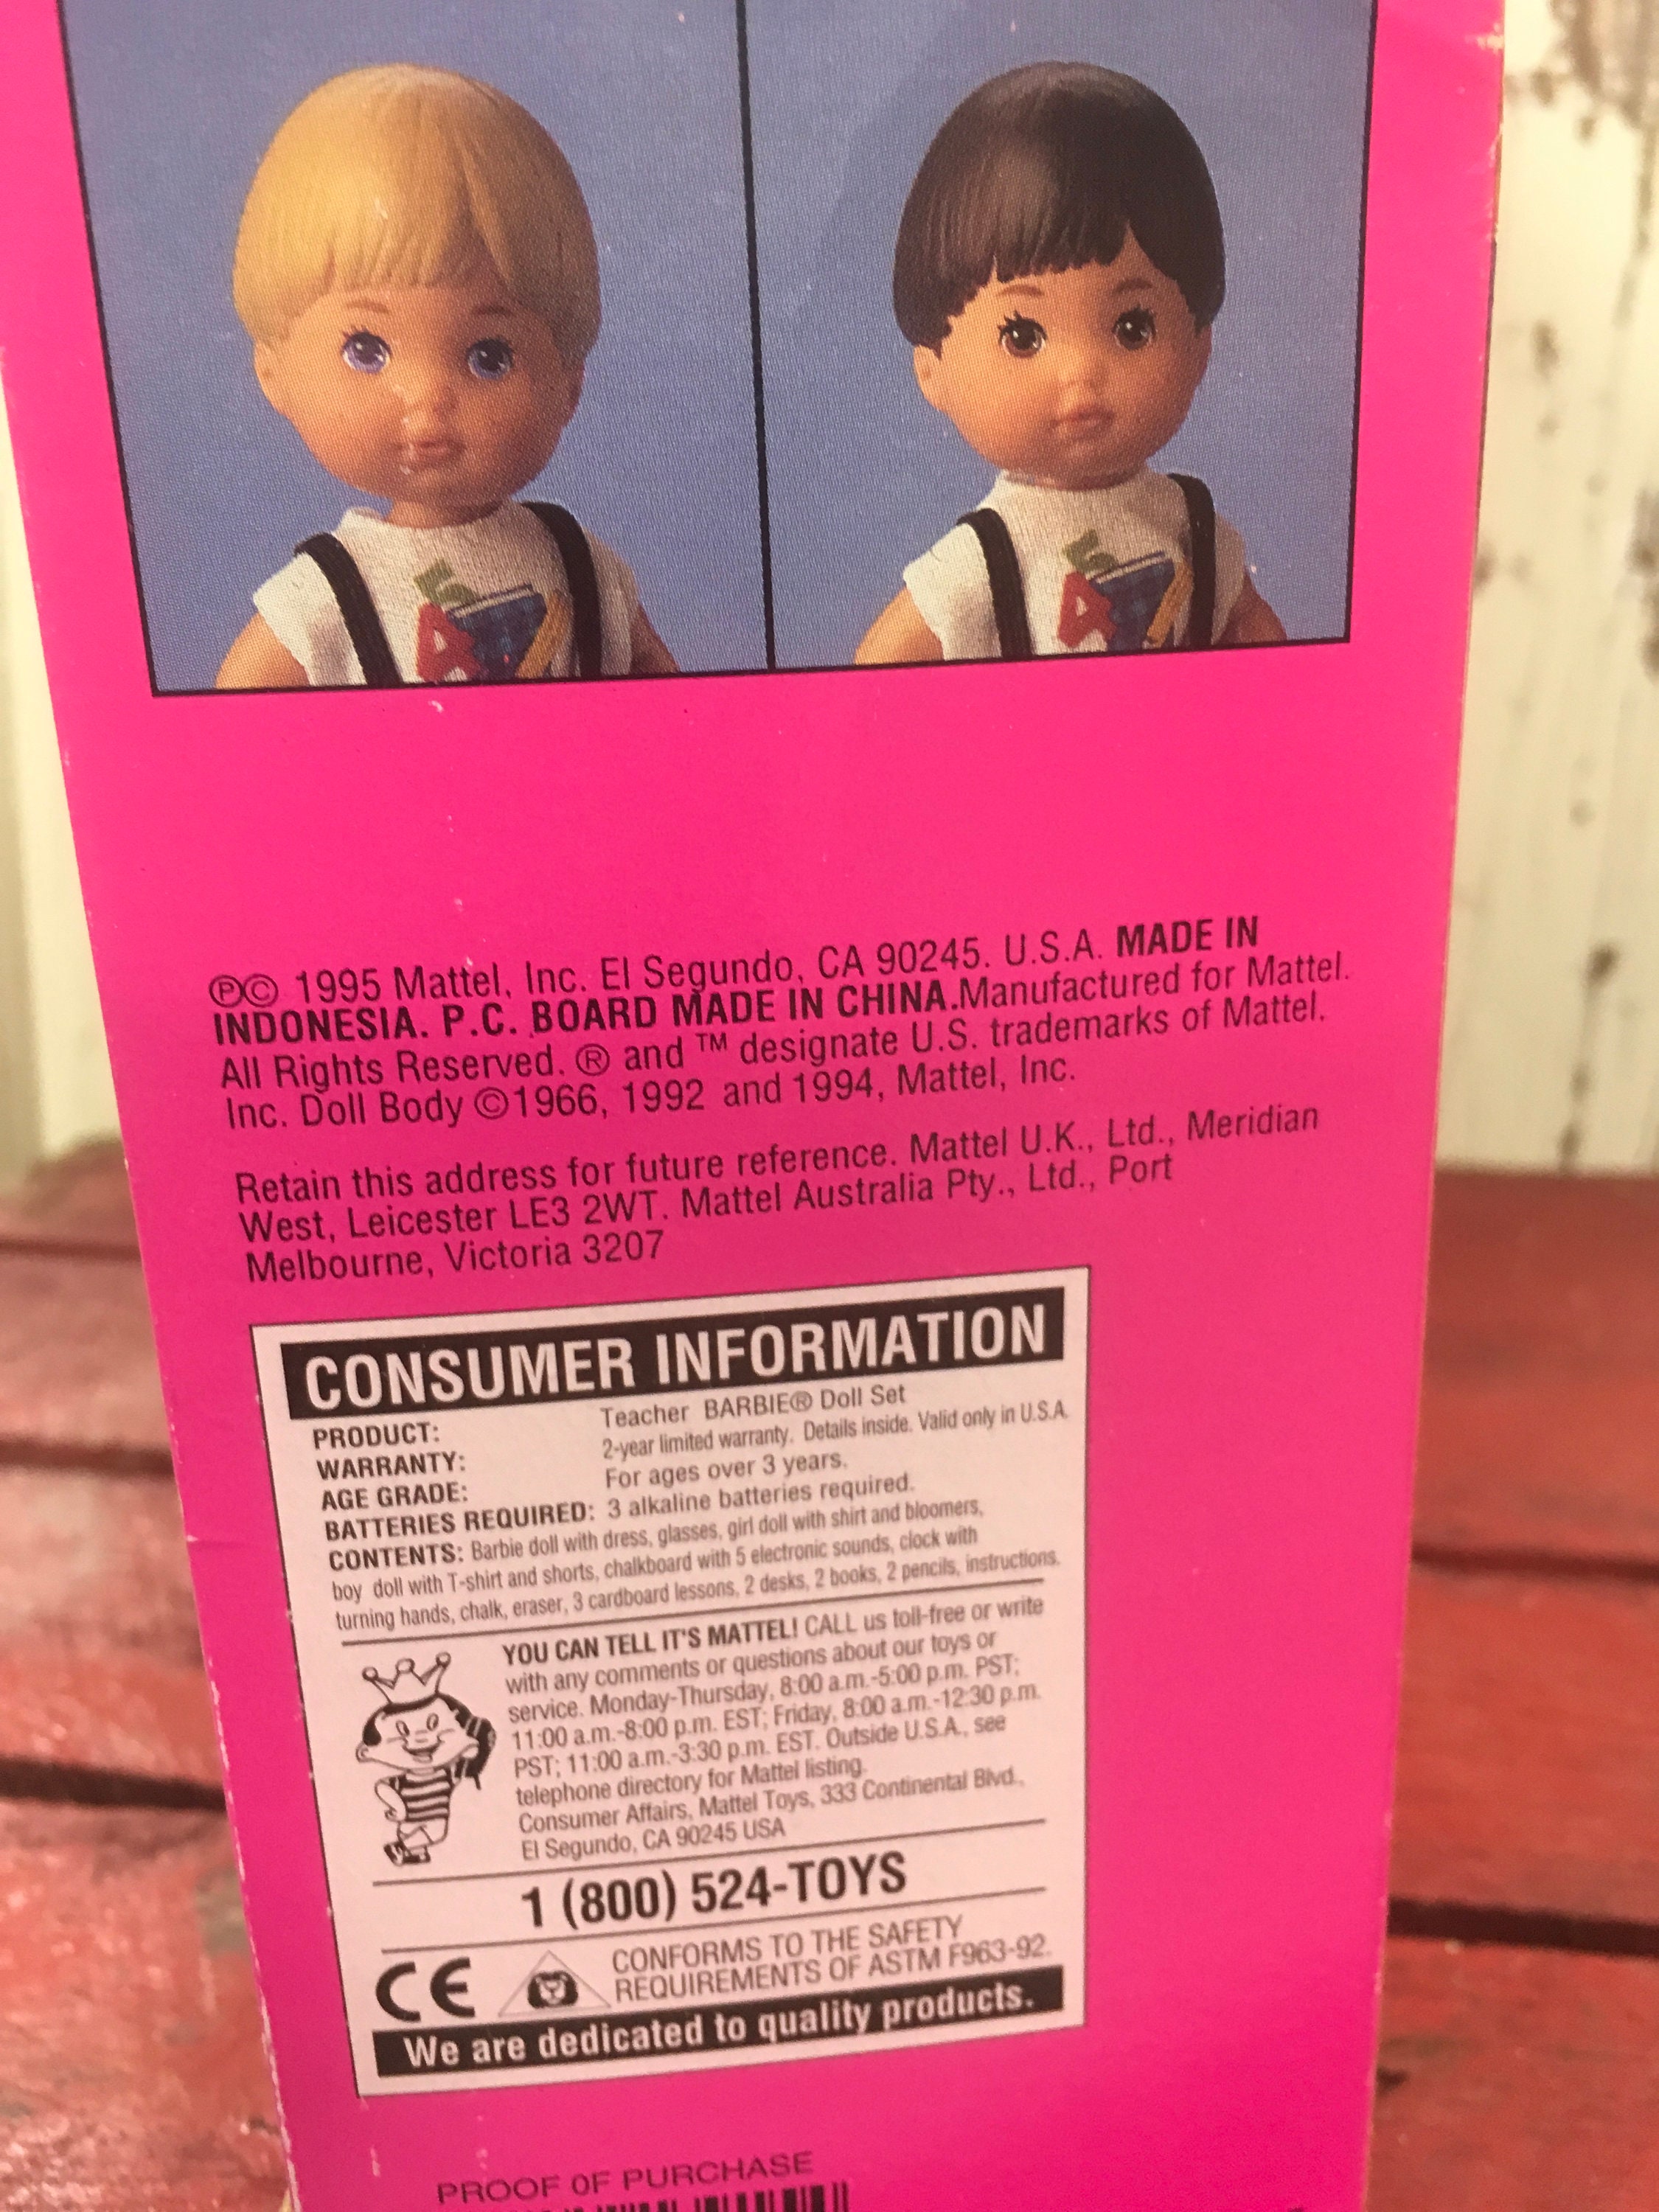 A
A
℗© 1995 Mattel, Inc. El Segundo, CA 90245. U.S.A. MADE IN
INDONESIA. P.C. BOARD MADE IN CHINA.Manufactured for Mattel.
All Rights Reserved. ® and ™ designate U.S. trademarks of Mattel,
Inc. Doll Body ©1966, 1992 and 1994, Mattel, Inc.
Retain this address for future reference. Mattel U.K., Ltd., Meridian
West, Leicester LE3 2WT. Mattel Australia Pty., Ltd., Port
Melbourne, Victoria 3207
CONSUMER INFORMATION
PRODUCT: Teacher BARBIE® Doll Set
WARRANTY: 2-year limited warranty. Details inside. Valid only in U.S.A.
AGE GRADE: For ages over 3 years.
BATTERIES REQUIRED: 3 alkaline batteries required.
CONTENTS: Barbie doll with dress, glasses, girl doll with shirt and bloomers,
boy doll with T-shirt and shorts, chalkboard with 5 electronic sounds, clock with
turning hands, chalk, eraser, 3 cardboard lessons, 2 desks, 2 books, 2 pencils, instructions.
YOU CAN TELL IT'S MATTEL! CALL us toll-free or write
with any comments or questions about our toys or
service. Monday-Thursday, 8:00 a.m.-5:00 p.m. PST;
11:00 a.m.-8:00 p.m. EST; Friday, 8:00 a.m.-12:30 p.m.
PST; 11:00 a.m.-3:30 p.m. EST. Outside U.S.A., see
telephone directory for Mattel listing.
Consumer Affairs, Mattel Toys, 333 Continental Blvd.,
El Segundo, CA 90245 USA
1 (800) 524-TOYS
CE
CONFORMS TO THE SAFETY
REQUIREMENTS OF ASTM F963-92.
We are dedicated to quality products.
PROOF OF PURCHASE